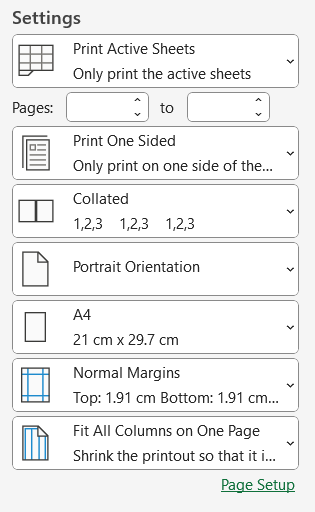 Settings
Print Active Sheets
Only print the active sheets
Pages: to
Print One Sided
Only print on one side of the...
Collated
1,2,3 1,2,3 1,2,3
Portrait Orientation
A4
21 cm x 29.7 cm
Normal Margins
Top: 1.91 cm Bottom: 1.91 cm...
Fit All Columns on One Page
Shrink the printout so that it i...
Page Setup